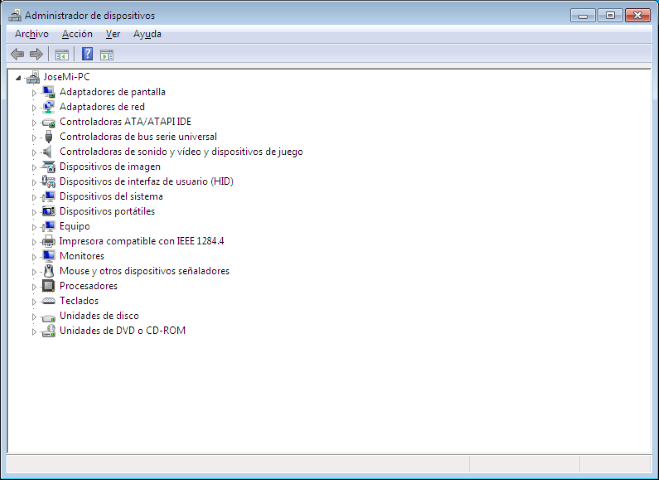 Administrador de dispositivos
Archivo Acción Ver Ayuda
JoseMi-PC
Adaptadores de pantalla
Adaptadores de red
Controladoras ATA/ATAPI IDE
Controladoras de bus serie universal
Controladoras de sonido y vídeo y dispositivos de juego
Dispositivos de imagen
Dispositivos de interfaz de usuario (HID)
Dispositivos del sistema
Dispositivos portátiles
Equipo
Impresora compatible con IEEE 1284.4
Monitores
Mouse y otros dispositivos señaladores
Procesadores
Teclados
Unidades de disco
Unidades de DVD o CD-ROM